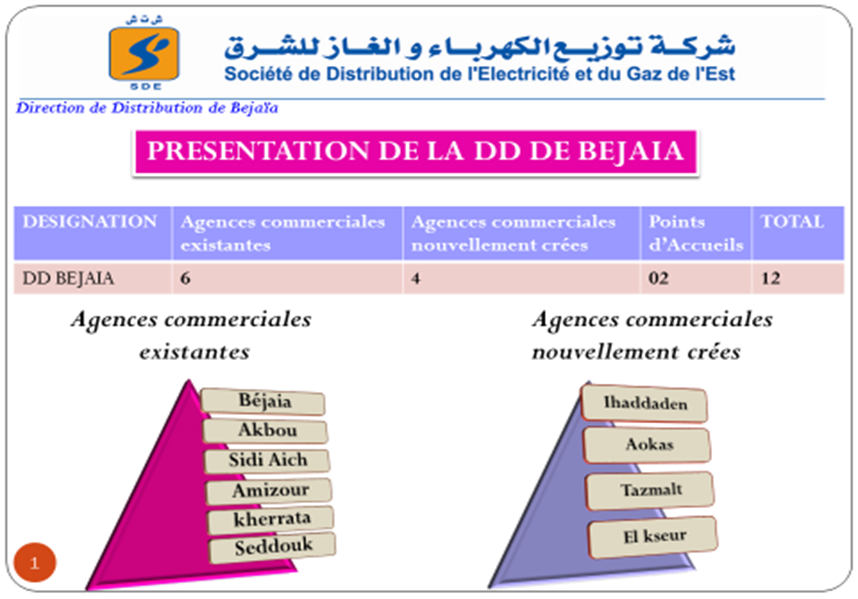 ش ت ش
SDE
شركة توزيع الكهرباء و الغاز للشرق
Société de Distribution de l'Electricité et du Gaz de l'Est
Direction de Distribution de Bejaïa
PRESENTATION DE LA DD DE BEJAIA
DESIGNATION Agences commerciales existantes Agences commerciales nouvellement crées Points d'Accueils TOTAL
DD BEJAIA 6 4 02 12
Agences commerciales
existantes
Béjaia
Akbou
Sidi Aich
Amizour
kherrata
Seddouk
Agences commerciales
nouvellement crées
Ihaddaden
Aokas
Tazmalt
El kseur
1